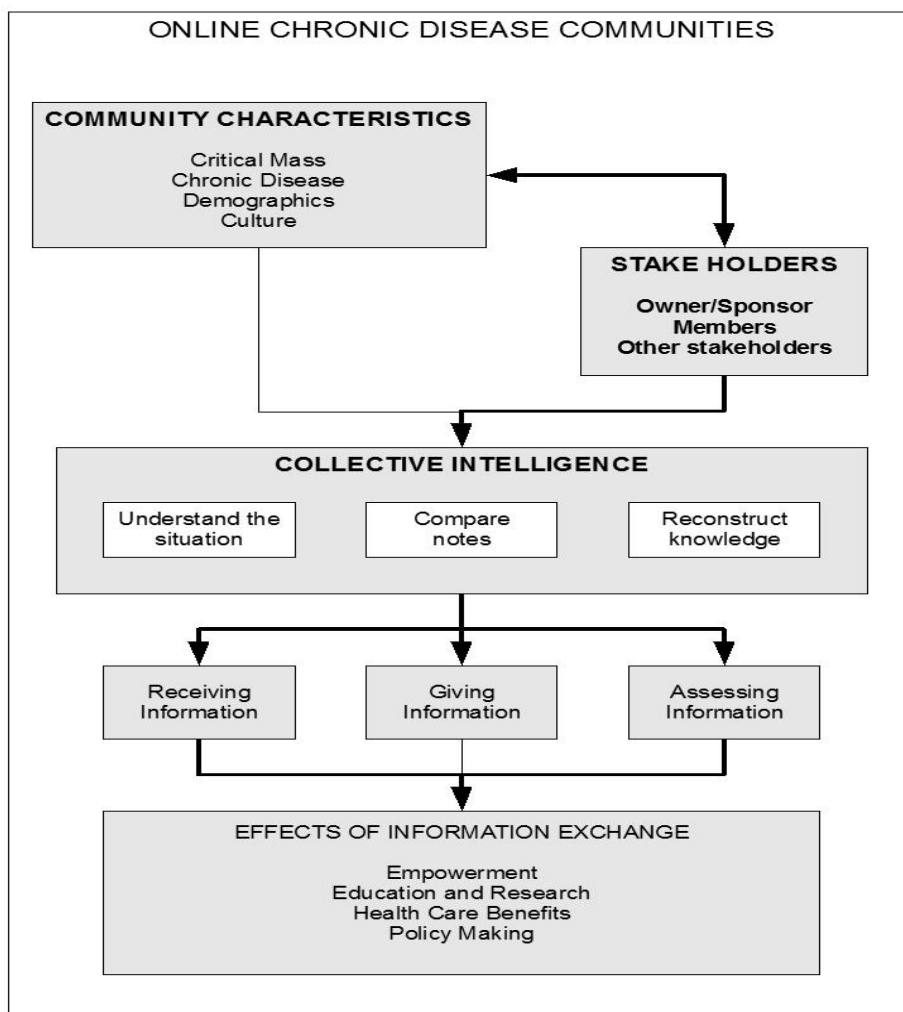 ONLINE CHRONIC DISEASE COMMUNITIES
COMMUNITY CHARACTERISTICS
Critical Mass
Chronic Disease
Demographics
Culture
STAKE HOLDERS
Owner/Sponsor
Members
Other stakeholders
COLLECTIVE INTELLIGENCE
Understand the
situation
Compare
notes
Reconstruct
knowledge
Receiving
Information
Giving
Information
Assessing
Information
EFFECTS OF INFORMATION EXCHANGE
Empowerment
Education and Research
Health Care Benefits
Policy Making